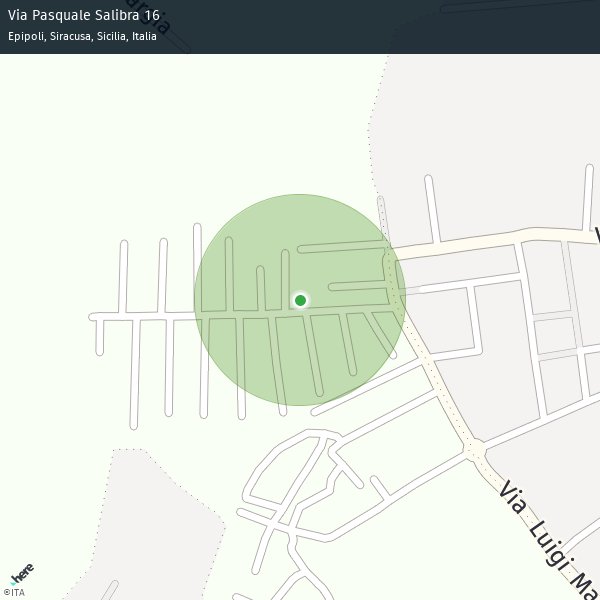 Via Pasquale Salibra 16
Epipoli, Siracusa, Sicilia, Italia
Via Luigi Ma
here
©ITA